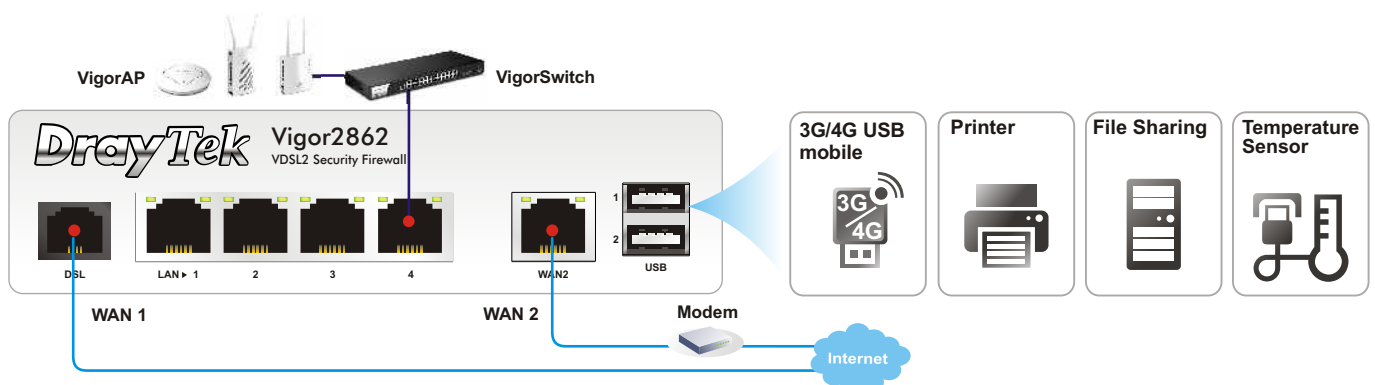 VigorAP
VigorSwitch
DrayTek
Vigor2862
VDSL2 Security Firewall
DSL
LAN ▶ 1
2
3
4
WAN2
1
2
USB
WAN 1
WAN 2
Modem
Internet
3G/4G USB
mobile
3G
4G
Printer
File Sharing
Temperature
Sensor